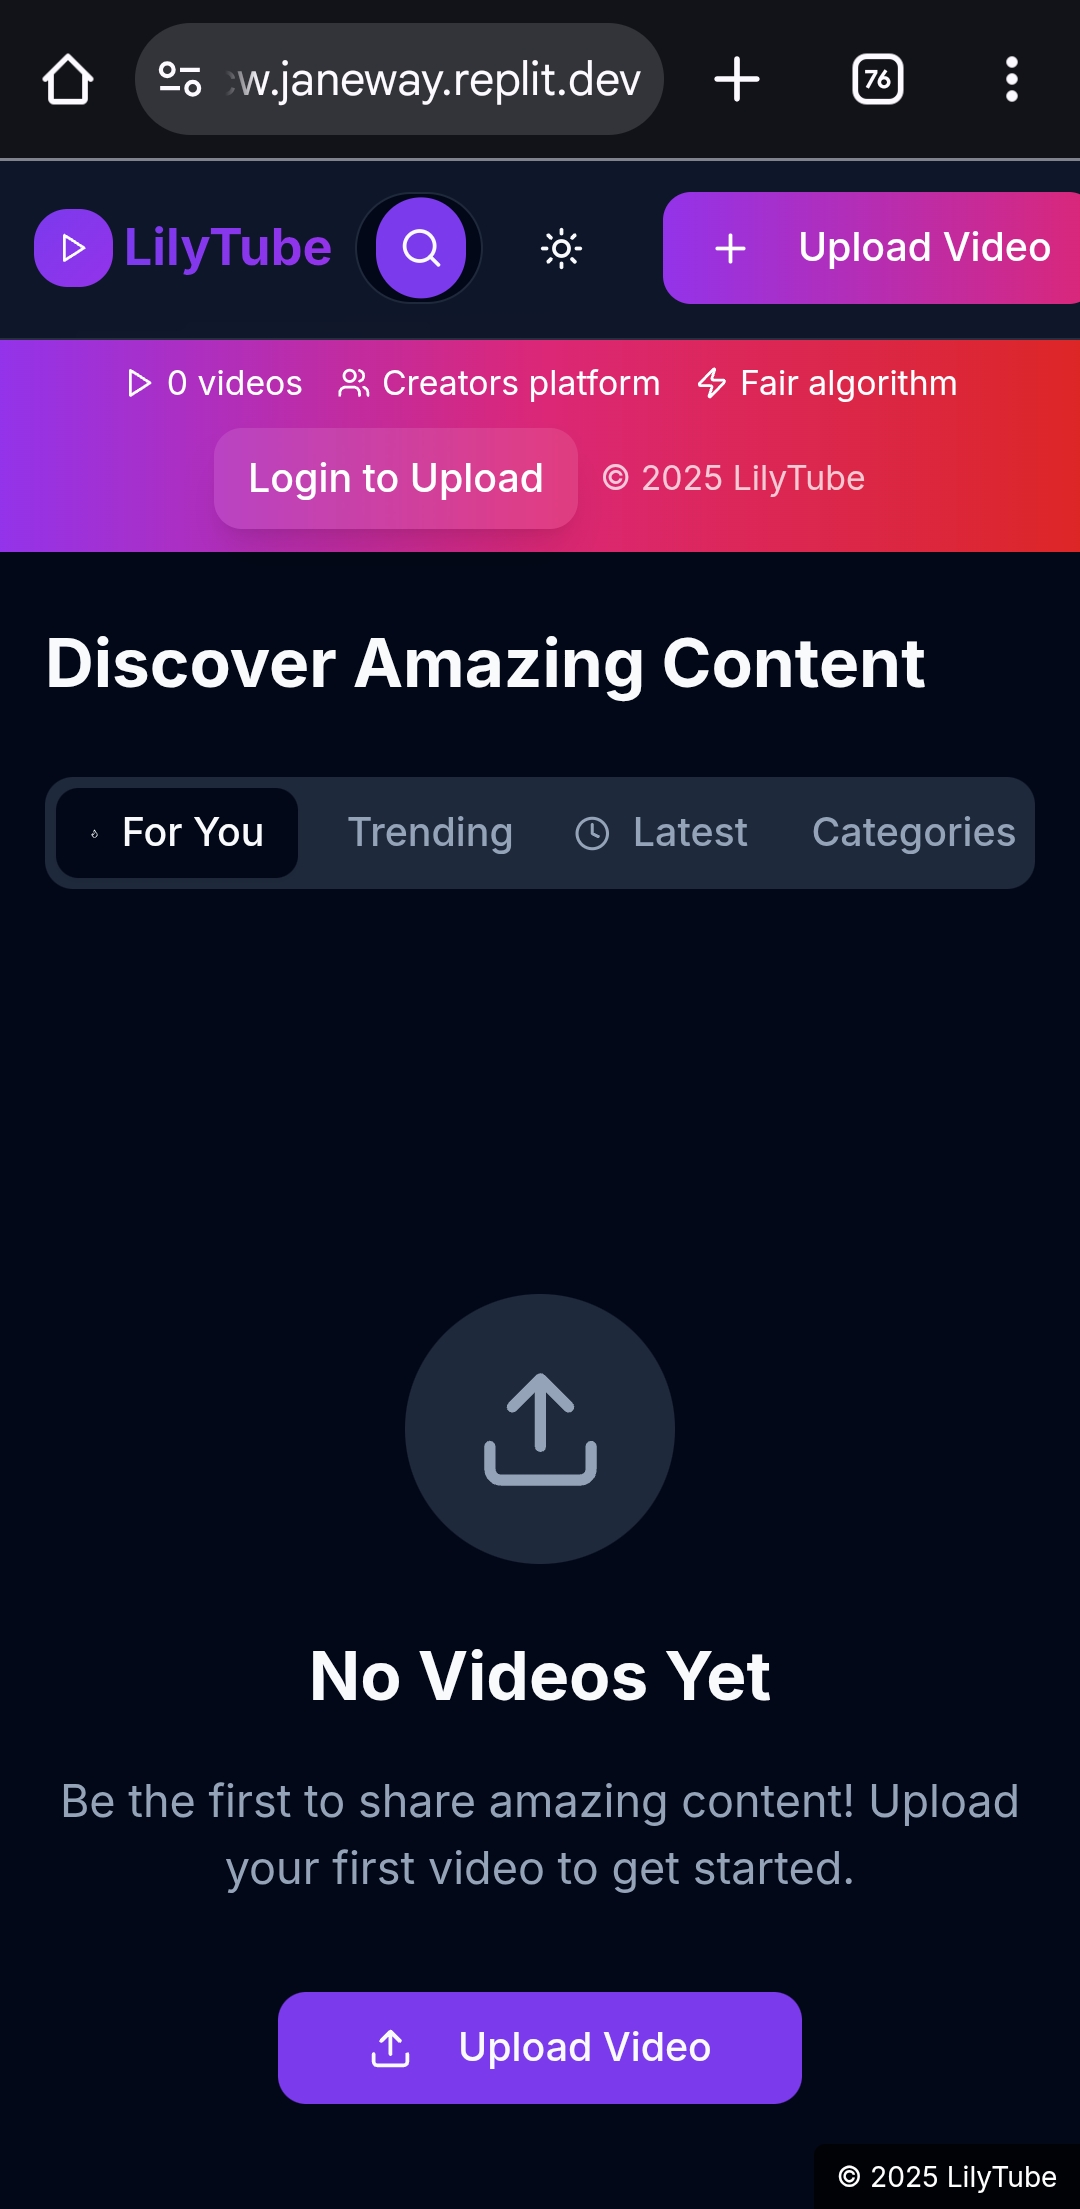 w.janeway.replit.dev
76
LilyTube
Upload Video
0 videos Creators platform Fair algorithm
Login to Upload © 2025 LilyTube
Discover Amazing Content
For You Trending Latest Categories
No Videos Yet
Be the first to share amazing content! Upload
your first video to get started.
Upload Video
© 2025 LilyTube